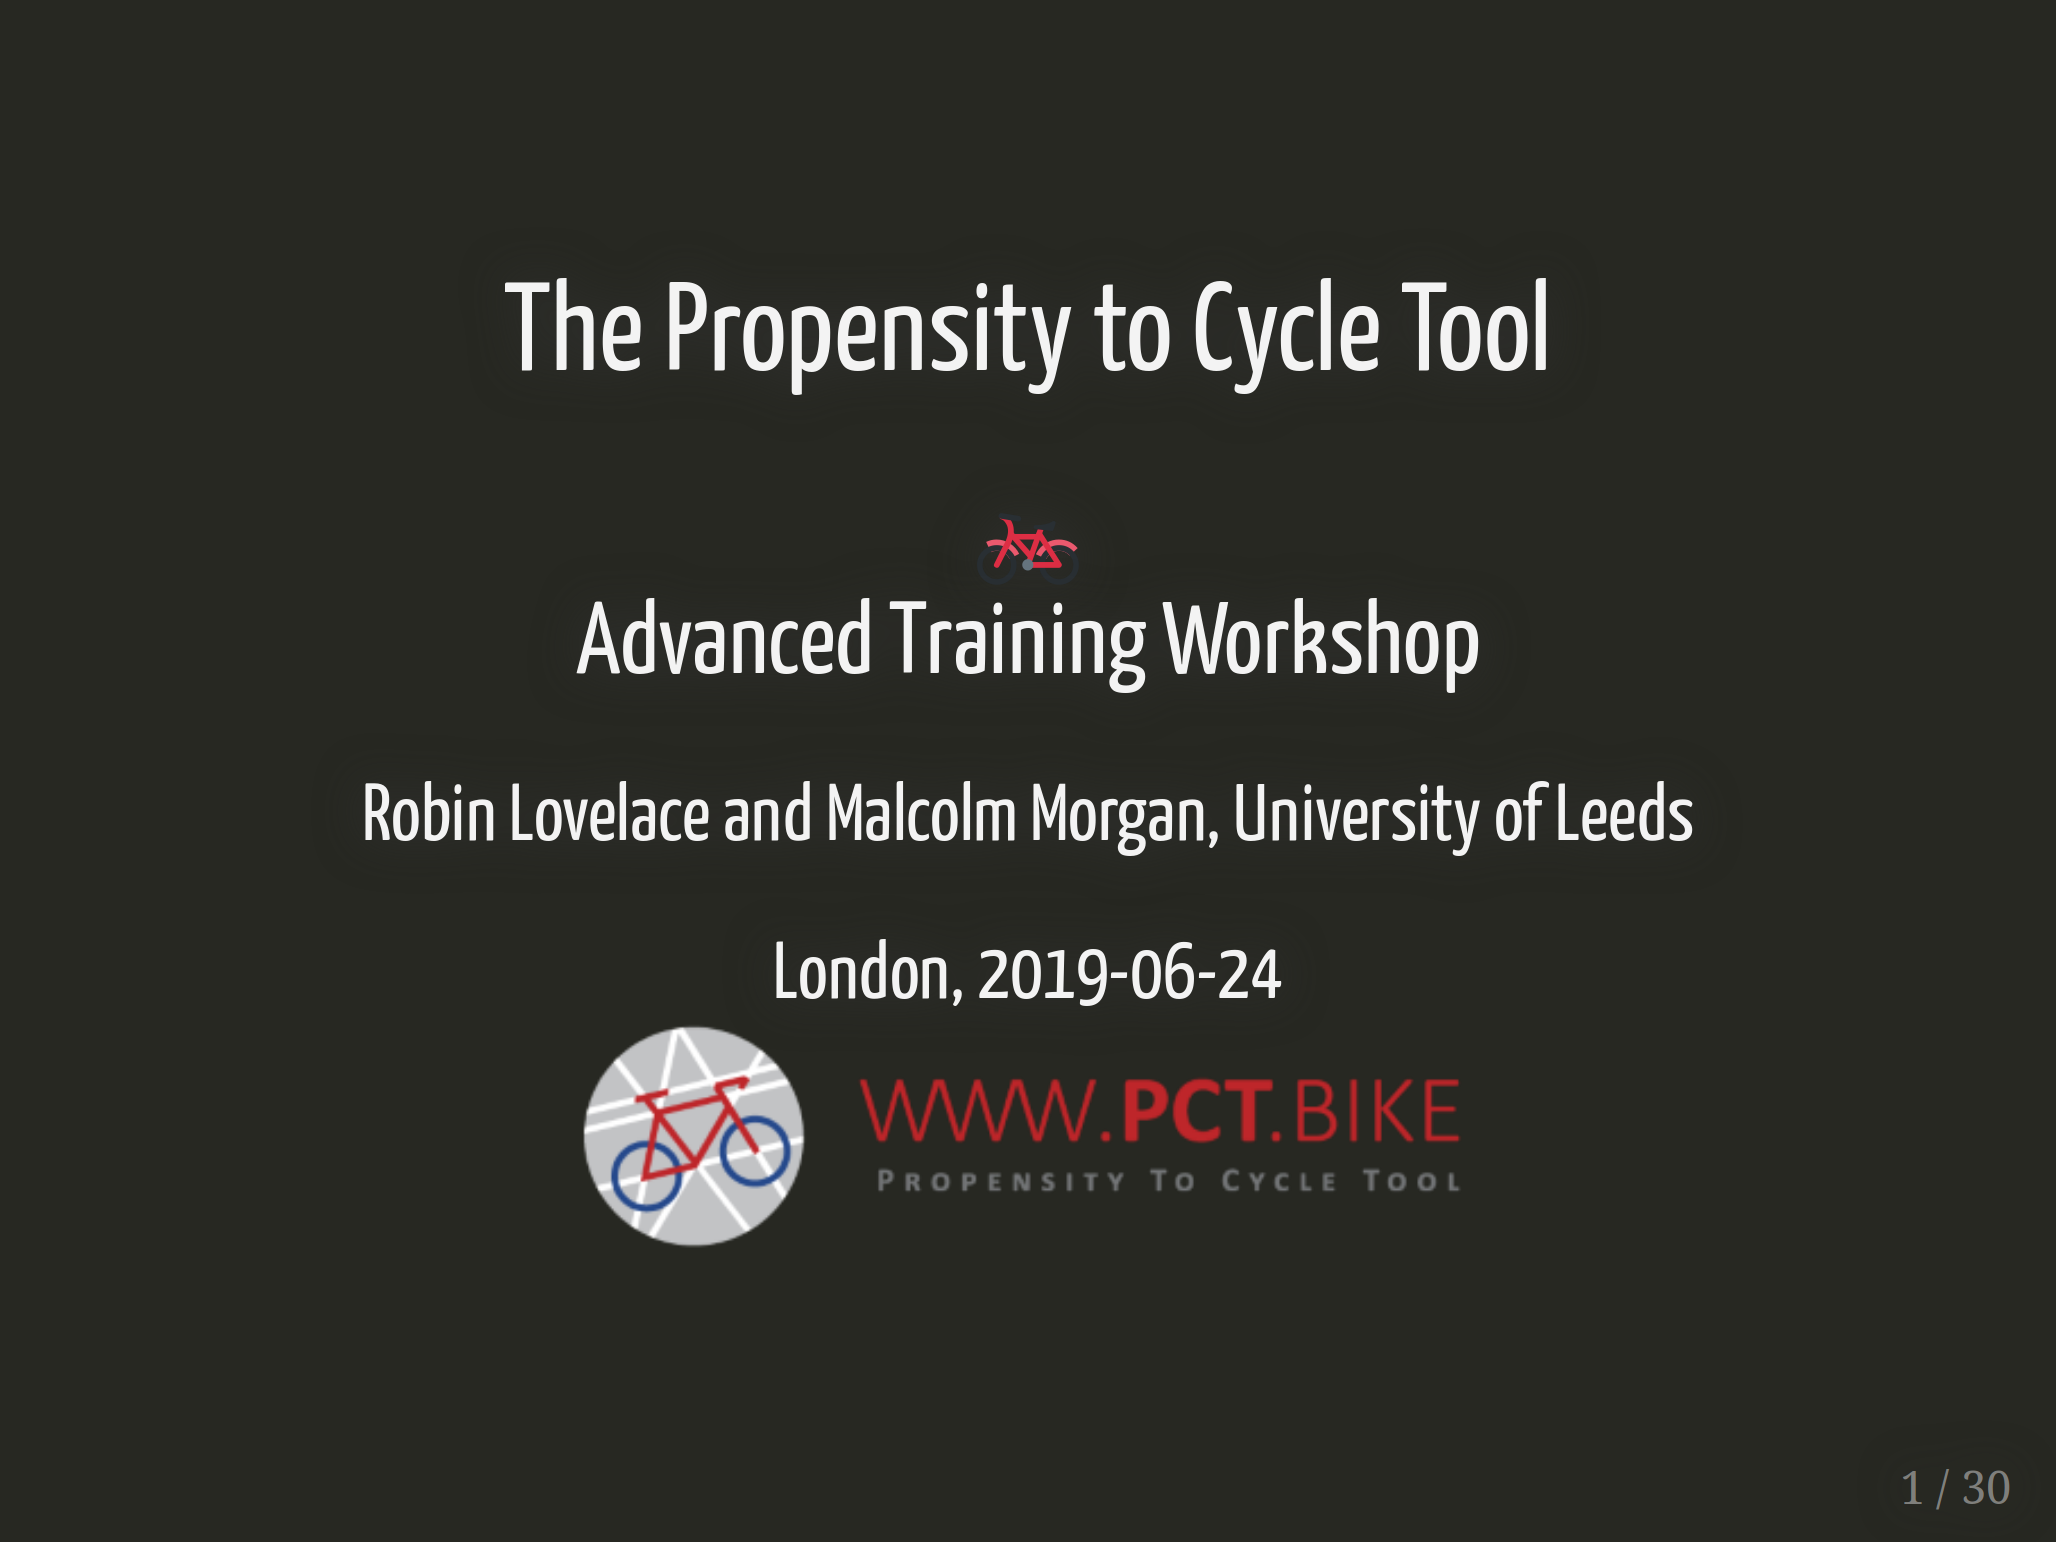 The Propensity to Cycle Tool
Advanced Training Workshop
Robin Lovelace and Malcolm Morgan, University of Leeds
London, 2019-06-24
WWW.PCT.BIKE
PROPENSITY TO CYCLE TOOL
1 / 30